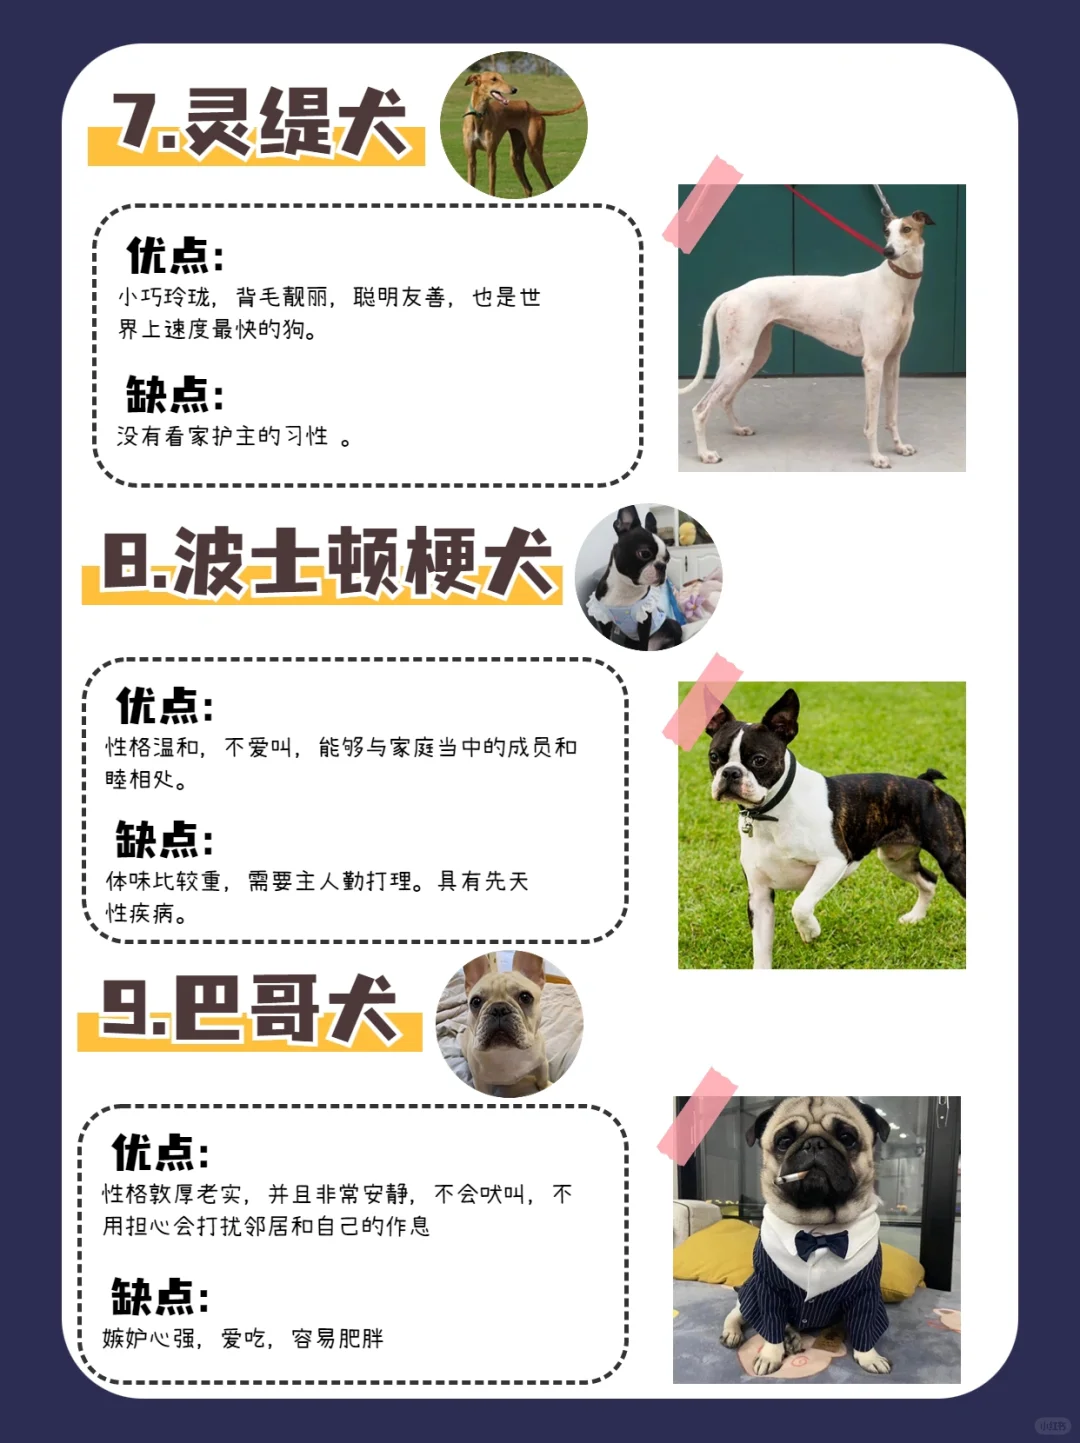 7.灵缇犬
优点:
小巧玲珑，背毛靓丽，聪明友善，也是世
界上速度最快的狗。
缺点:
没有看家护主的习性 。
8.波士顿梗犬
优点:
性格温和，不爱叫，能够与家庭当中的成员和
睦相处。
缺点:
体味比较重，需要主人勤打理。具有先天
性疾病。
9.巴哥犬
优点:
性格敦厚老实，并且非常安静，不会吠叫，不
用担心会打扰邻居和自己的作息
缺点:
嫉妒心强，爱吃，容易肥胖
小红书